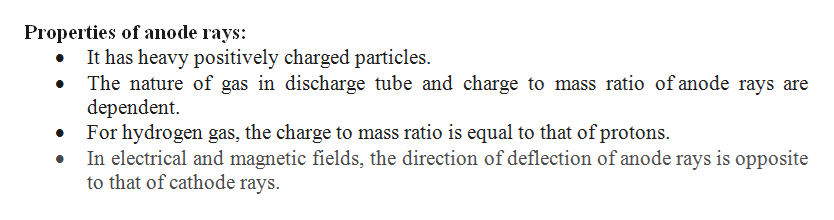 Properties of anode rays:
• It has heavy positively charged particles.
• The nature of gas in discharge tube and charge to mass ratio of anode rays are
dependent.
• For hydrogen gas, the charge to mass ratio is equal to that of protons.
• In electrical and magnetic fields, the direction of deflection of anode rays is opposite
to that of cathode rays.